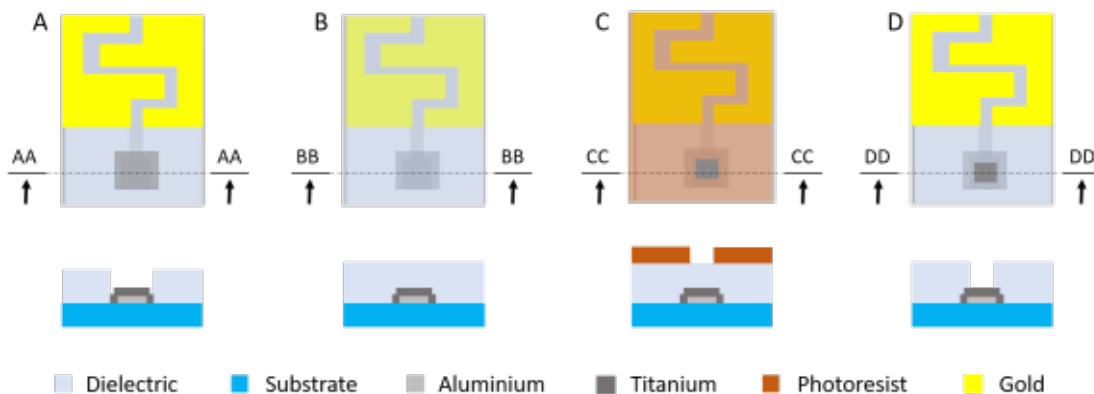 A B C D
AA AA BB BB CC CC DD DD
Dielectric Substrate Aluminium Titanium Photoresist Gold